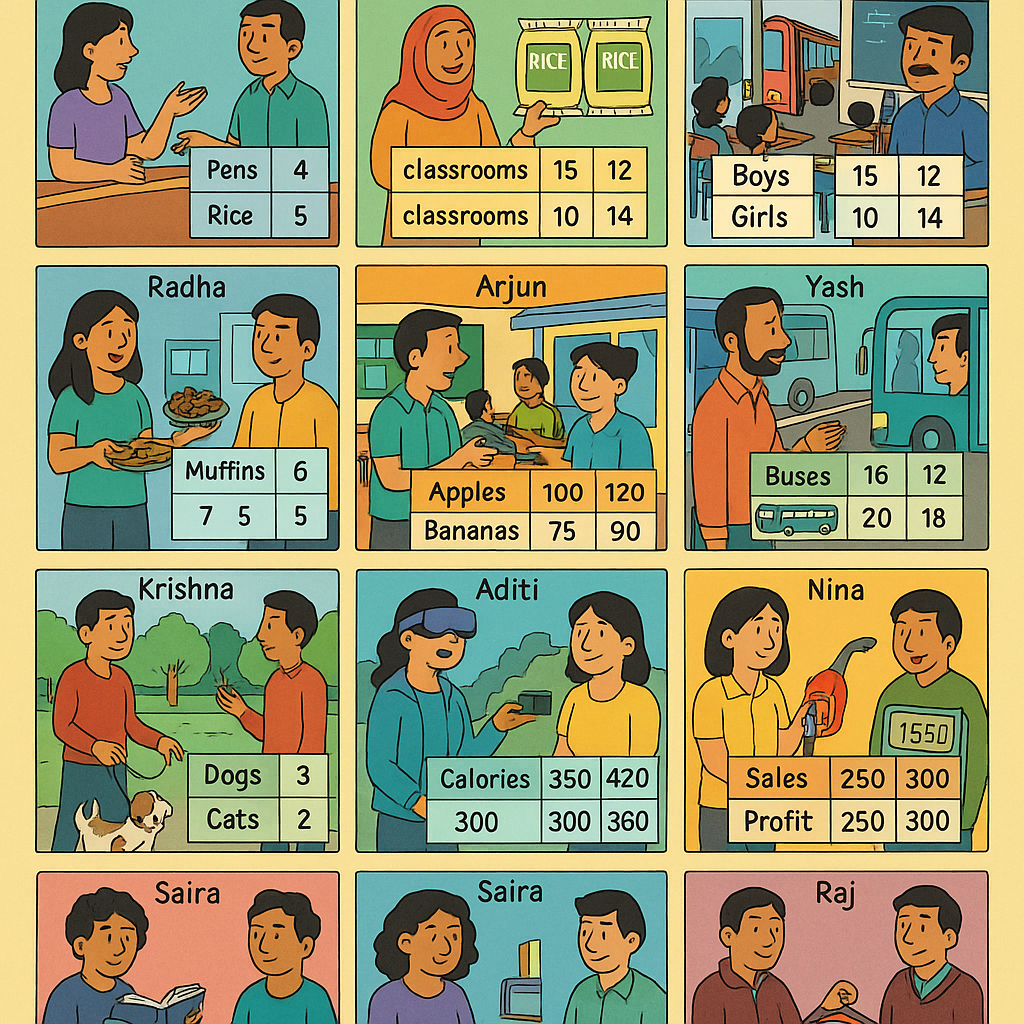 RICE RICE
Pens 4
Rice 5
classrooms 15 12
classrooms 10 14
Boys 15 12
Girls 10 14
Radha
Muffins 6
7 5 5
Arjun
Apples 100 120
Bananas 75 90
Yash
Buses 16 12
20 18
Krishna
Dogs 3
Cats 2
Aditi
Calories 350 420
300 300 360
Nina
1550
Sales 250 300
Profit 250 300
Saira
Saira
Raj